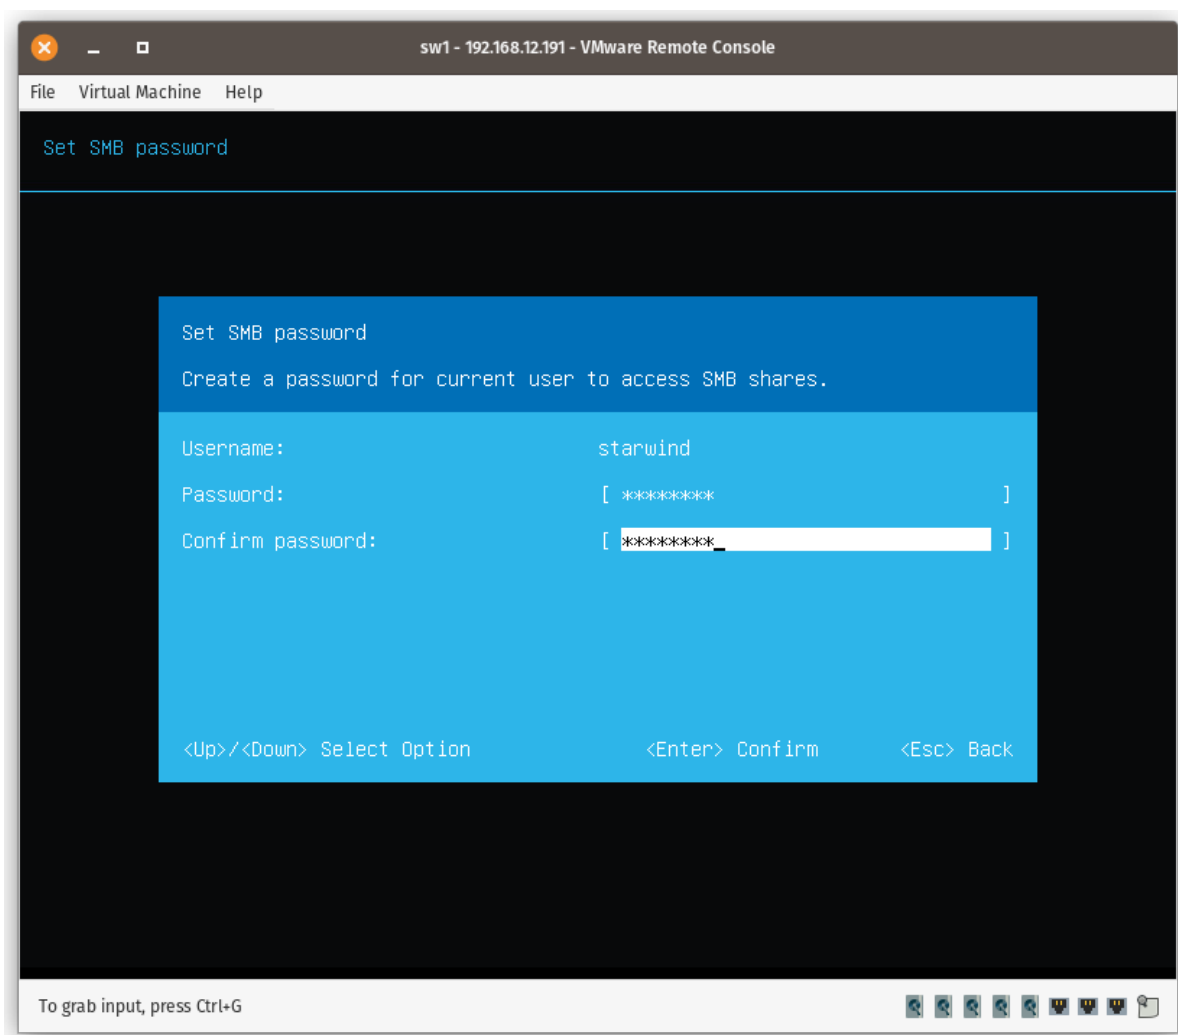 sw1 - 192.168.12.191 - VMware Remote Console
File Virtual Machine Help
Set SMB password
Set SMB password
Create a password for current user to access SMB shares.
Username: starwind
Password: [ ******** ]
Confirm password: [ ********_ ]
<Up>/<Down> Select Option <Enter> Confirm <Esc> Back
To grab input, press Ctrl+G